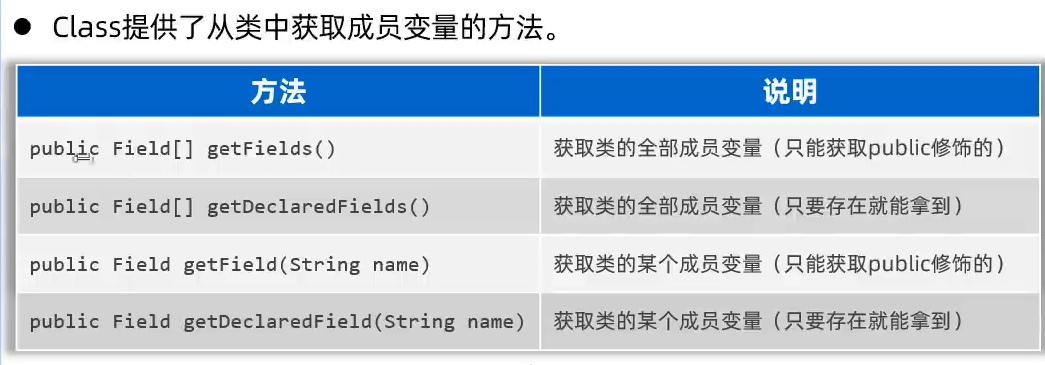 ● Class提供了从类中获取成员变量的方法。
方法 说明
public Field[] getFields() 获取类的全部成员变量（只能获取public修饰的）
public Field[] getDeclaredFields() 获取类的全部成员变量（只要存在就能拿到）
public Field getField(String name) 获取类的某个成员变量（只能获取public修饰的）
public Field getDeclaredField(String name) 获取类的某个成员变量（只要存在就能拿到）